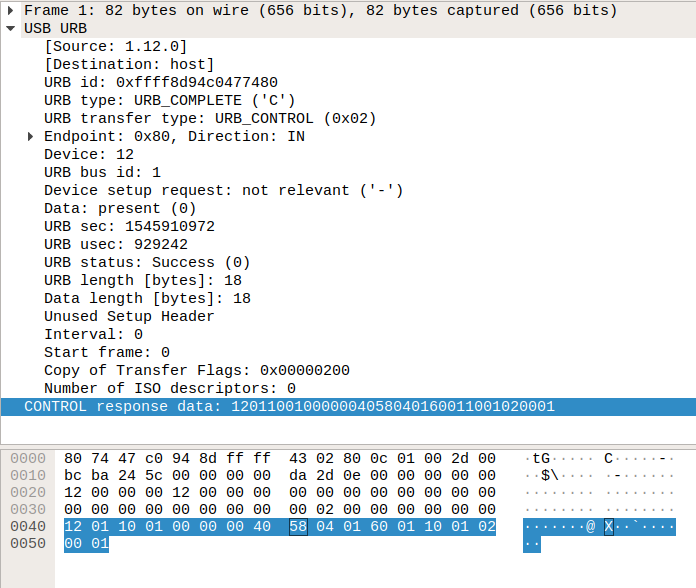 Frame 1: 82 bytes on wire (656 bits), 82 bytes captured (656 bits)
USB URB
[Source: 1.12.0]
[Destination: host]
URB id: 0xffff8d94c0477480
URB type: URB_COMPLETE ('C')
URB transfer type: URB_CONTROL (0x02)
Endpoint: 0x80, Direction: IN
Device: 12
URB bus id: 1
Device setup request: not relevant ('-')
Data: present (0)
URB sec: 1545910972
URB usec: 929242
URB status: Success (0)
URB length [bytes]: 18
Data length [bytes]: 18
Unused Setup Header
Interval: 0
Start frame: 0
Copy of Transfer Flags: 0x00000200
Number of ISO descriptors: 0
CONTROL response data: 120110010000004058040160011001020001
0000 80 74 47 c0 94 8d ff ff 43 02 80 0c 01 00 2d 00 ·tG····· C·····-·
0010 bc ba 24 5c 00 00 00 00 da 2d 0e 00 00 00 00 00 ··$\···· ·-······
0020 12 00 00 00 12 00 00 00 00 00 00 00 00 00 00 00 ········ ········
0030 00 00 00 00 00 00 00 00 00 02 00 00 00 00 00 00 ········ ········
0040 12 01 10 01 00 00 00 40 58 04 01 60 01 10 01 02 ·······@ X··`····
0050 00 01 ··